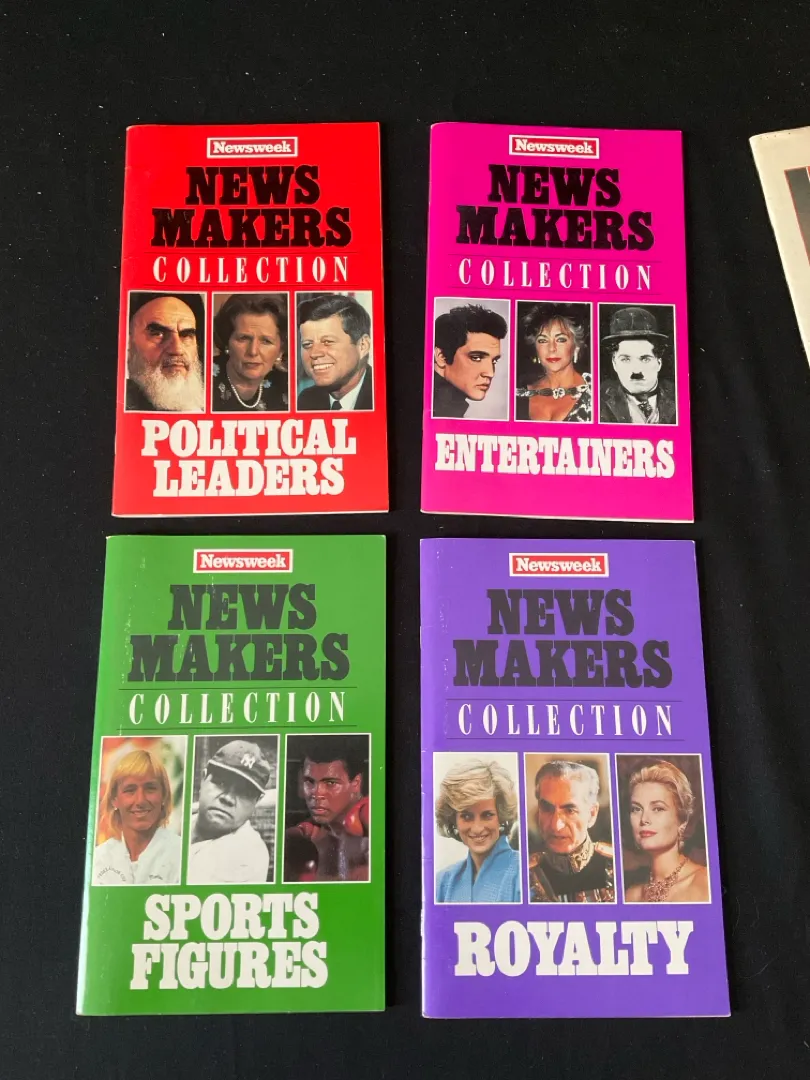 Newsweek
NEWS
MAKERS
COLLECTION
POLITICAL
LEADERS
Newsweek
NEWS
MAKERS
COLLECTION
ENTERTAINERS
Newsweek
NEWS
MAKERS
COLLECTION
SPORTS
FIGURES
Newsweek
NEWS
MAKERS
COLLECTION
ROYALTY